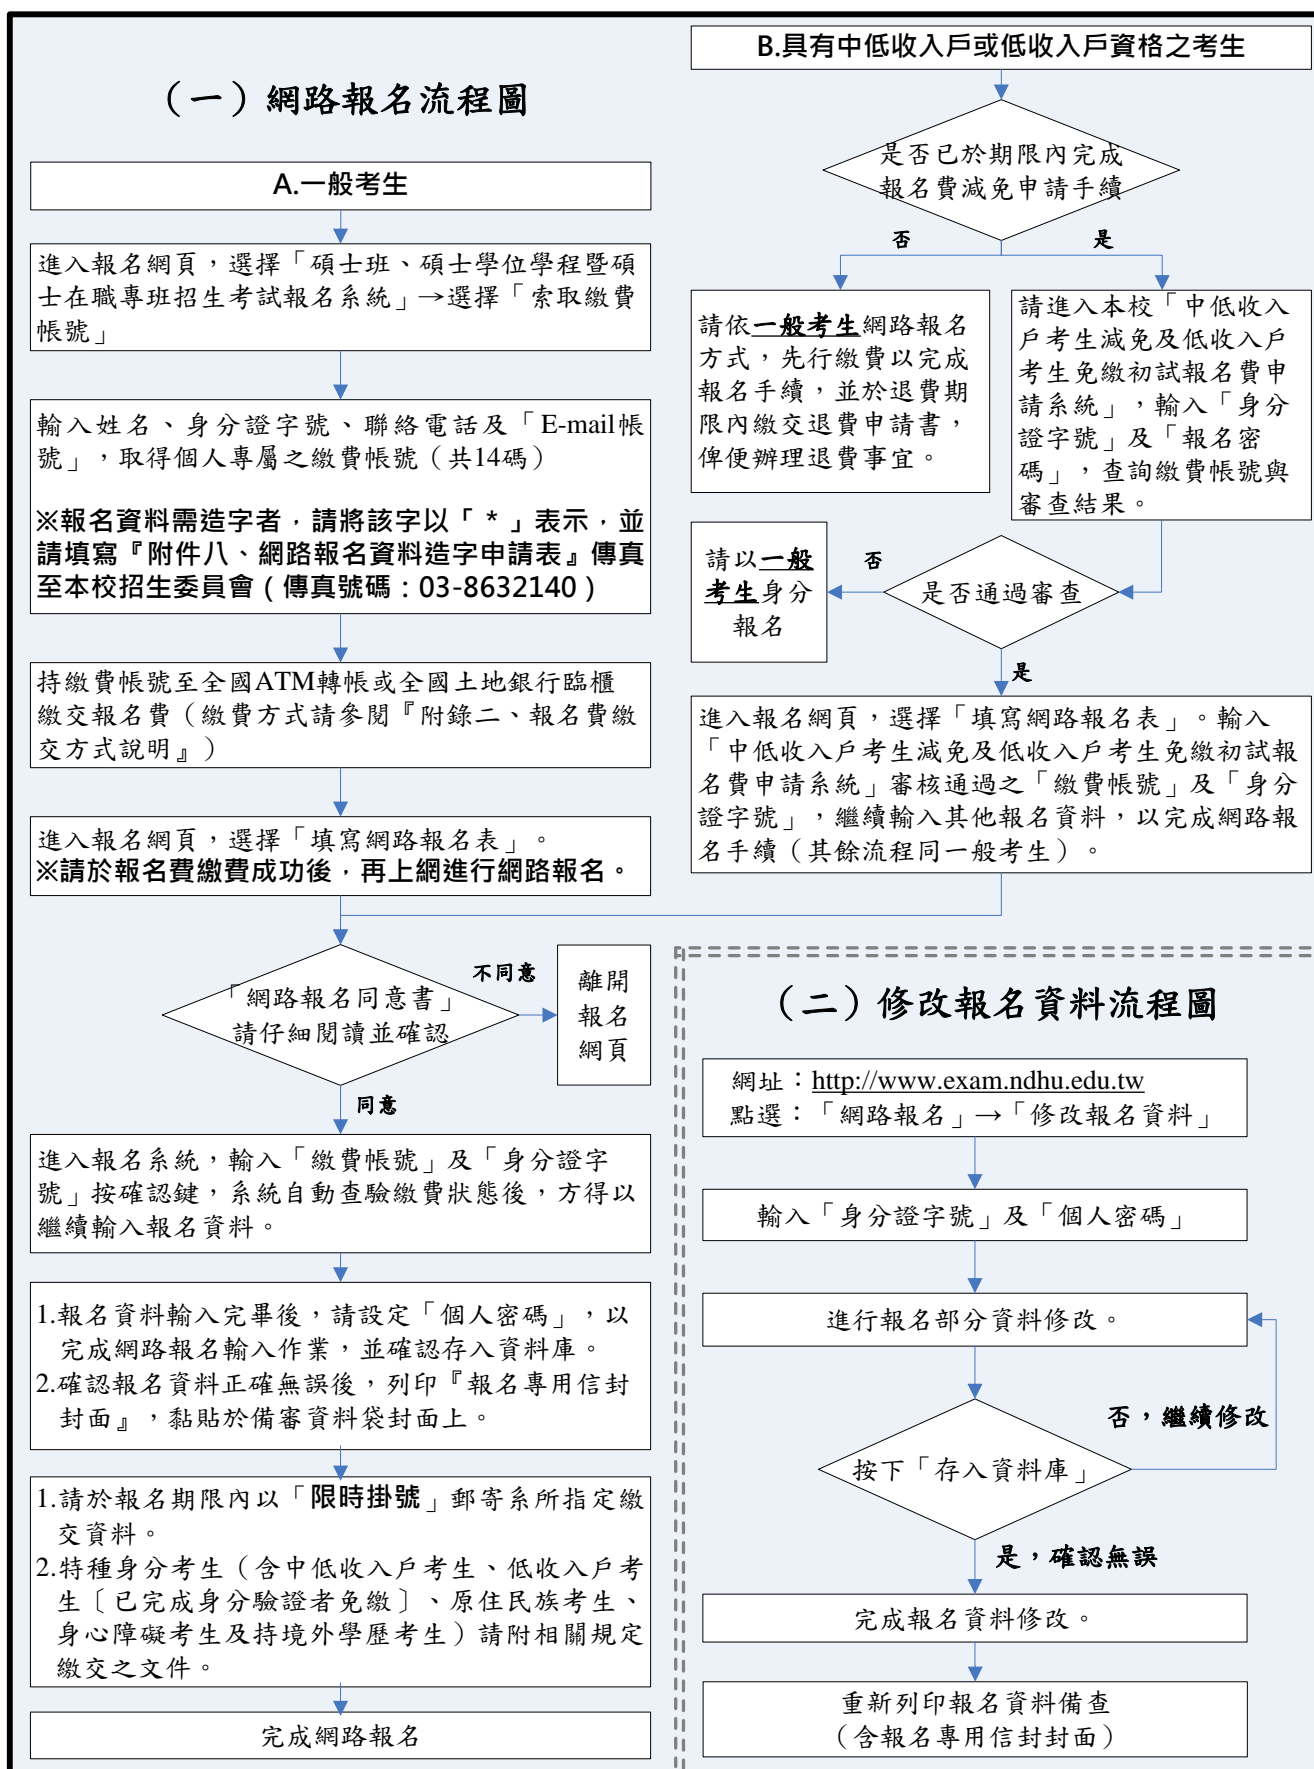 (一)網路報名流程圖
A.一般考生
進入報名網頁，選擇「碩士班、碩士學位學程暨碩
士在職專班招生考試報名系統」→選擇「索取繳費
帳號」
輸入姓名、身分證字號、聯絡電話及「E-mail帳
號」，取得個人專屬之繳費帳號（共14碼）
※報名資料需造字者，請將該字以「 * 」表示，並
請填寫『附件八、網路報名資料造字申請表』傳真
至本校招生委員會（傳真號碼：03-8632140）
持繳費帳號至全國ATM轉帳或全國土地銀行臨櫃
繳交報名費（繳費方式請參閱『附錄二、報名費繳
交方式說明』）
進入報名網頁，選擇「填寫網路報名表」。
※請於報名費繳費成功後，再上網進行網路報名。
「網路報名同意書」
請仔細閱讀並確認
不同意
離開
報名
網頁
同意
進入報名系統，輸入「繳費帳號」及「身分證字
號」按確認鍵，系統自動查驗繳費狀態後，方得以
繼續輸入報名資料。
1.報名資料輸入完畢後，請設定「個人密碼」，以
完成網路報名輸入作業，並確認存入資料庫。
2.確認報名資料正確無誤後，列印『報名專用信封
封面』，黏貼於備審資料袋封面上。
1.請於報名期限內以「限時掛號」郵寄系所指定繳
交資料。
2.特種身分考生（含中低收入戶考生、低收入戶考
生〔已完成身分驗證者免繳〕、原住民族考生、
身心障礙考生及持境外學歷考生）請附相關規定
繳交之文件。
完成網路報名
B.具有中低收入戶或低收入戶資格之考生
是否已於期限內完成
報名費減免申請手續
否
是
請依一般考生網路報名
方式，先行繳費以完成
報名手續，並於退費期
限內繳交退費申請書，
俾便辦理退費事宜。
請進入本校「中低收入
戶考生減免及低收入戶
考生免繳初試報名費申
請系統」，輸入「身分
證字號」及「報名密
碼」，查詢繳費帳號與
審查結果。
是否通過審查
否
請以一般
考生身分
報名
是
進入報名網頁，選擇「填寫網路報名表」。輸入
「中低收入戶考生減免及低收入戶考生免繳初試報
名費申請系統」審核通過之「繳費帳號」及「身分
證字號」，繼續輸入其他報名資料，以完成網路報
名手續（其餘流程同一般考生）。
(二)修改報名資料流程圖
網址：http://www.exam.ndhu.edu.tw
點選：「網路報名」→「修改報名資料」
輸入「身分證字號」及「個人密碼」
進行報名部分資料修改。
否，繼續修改
按下「存入資料庫」
是，確認無誤
完成報名資料修改。
重新列印報名資料備查
（含報名專用信封封面）